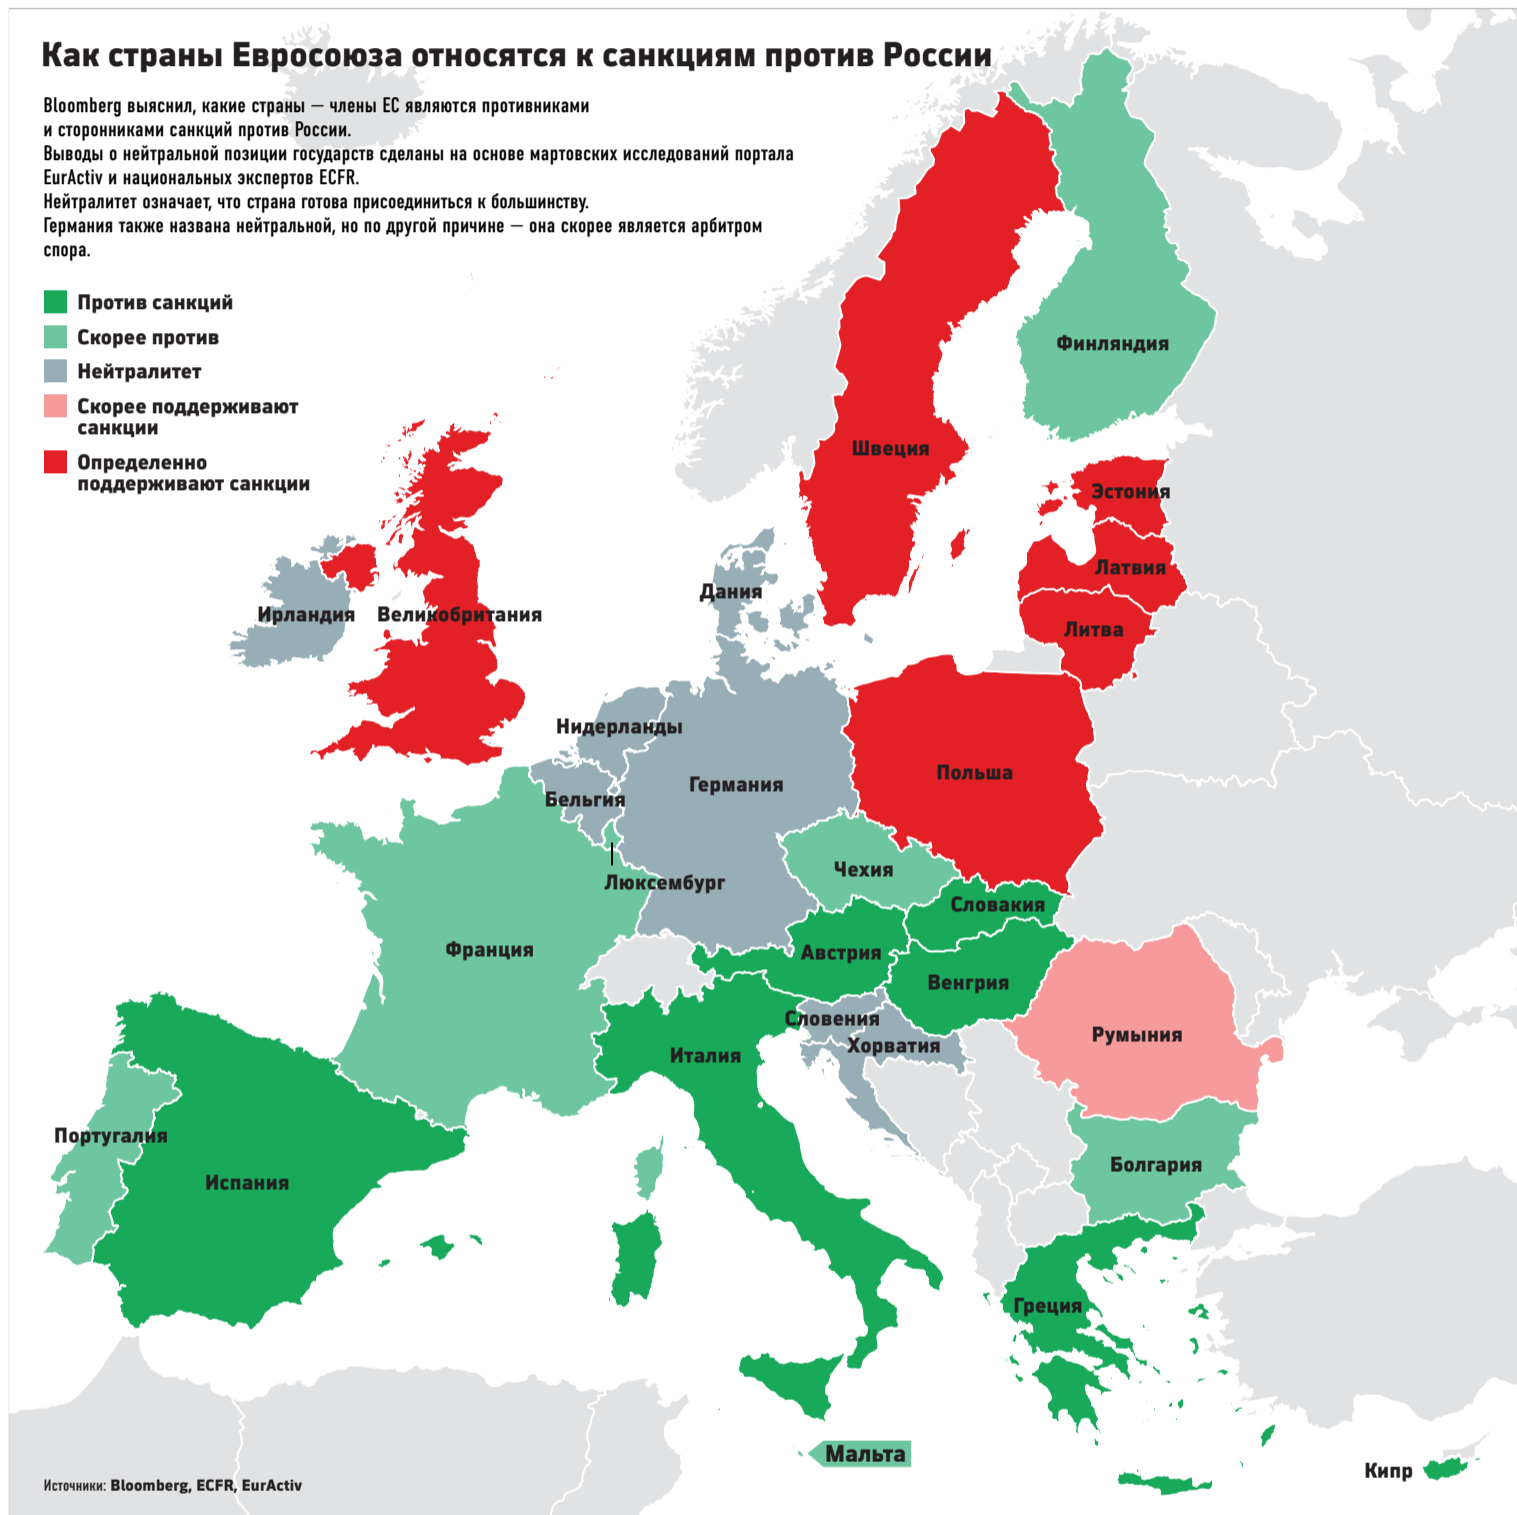 Как страны Евросоюза относятся к санкциям против России
Bloomberg выяснил, какие страны — члены ЕС являются противниками
и сторонниками санкций против России.
Выводы о нейтральной позиции государств сделаны на основе мартовских исследований портала
EurActiv и национальных экспертов ECFR.
Нейтралитет означает, что страна готова присоединиться к большинству.
Германия также названа нейтральной, но по другой причине — она скорее является арбитром
спора.
Против санкций
Скорее против
Нейтралитет
Скорее поддерживают
санкции
Определенно
поддерживают санкции
Финляндия
Швеция
Эстония
Латвия
Литва
Дания
Ирландия
Великобритания
Нидерланды
Польша
Германия
Бельгия
Чехия
Люксембург
Словакия
Франция
Австрия
Венгрия
Словения
Хорватия
Румыния
Италия
Португалия
Болгария
Испания
Греция
Мальта
Кипр
Источники: Bloomberg, ECFR, EurActiv